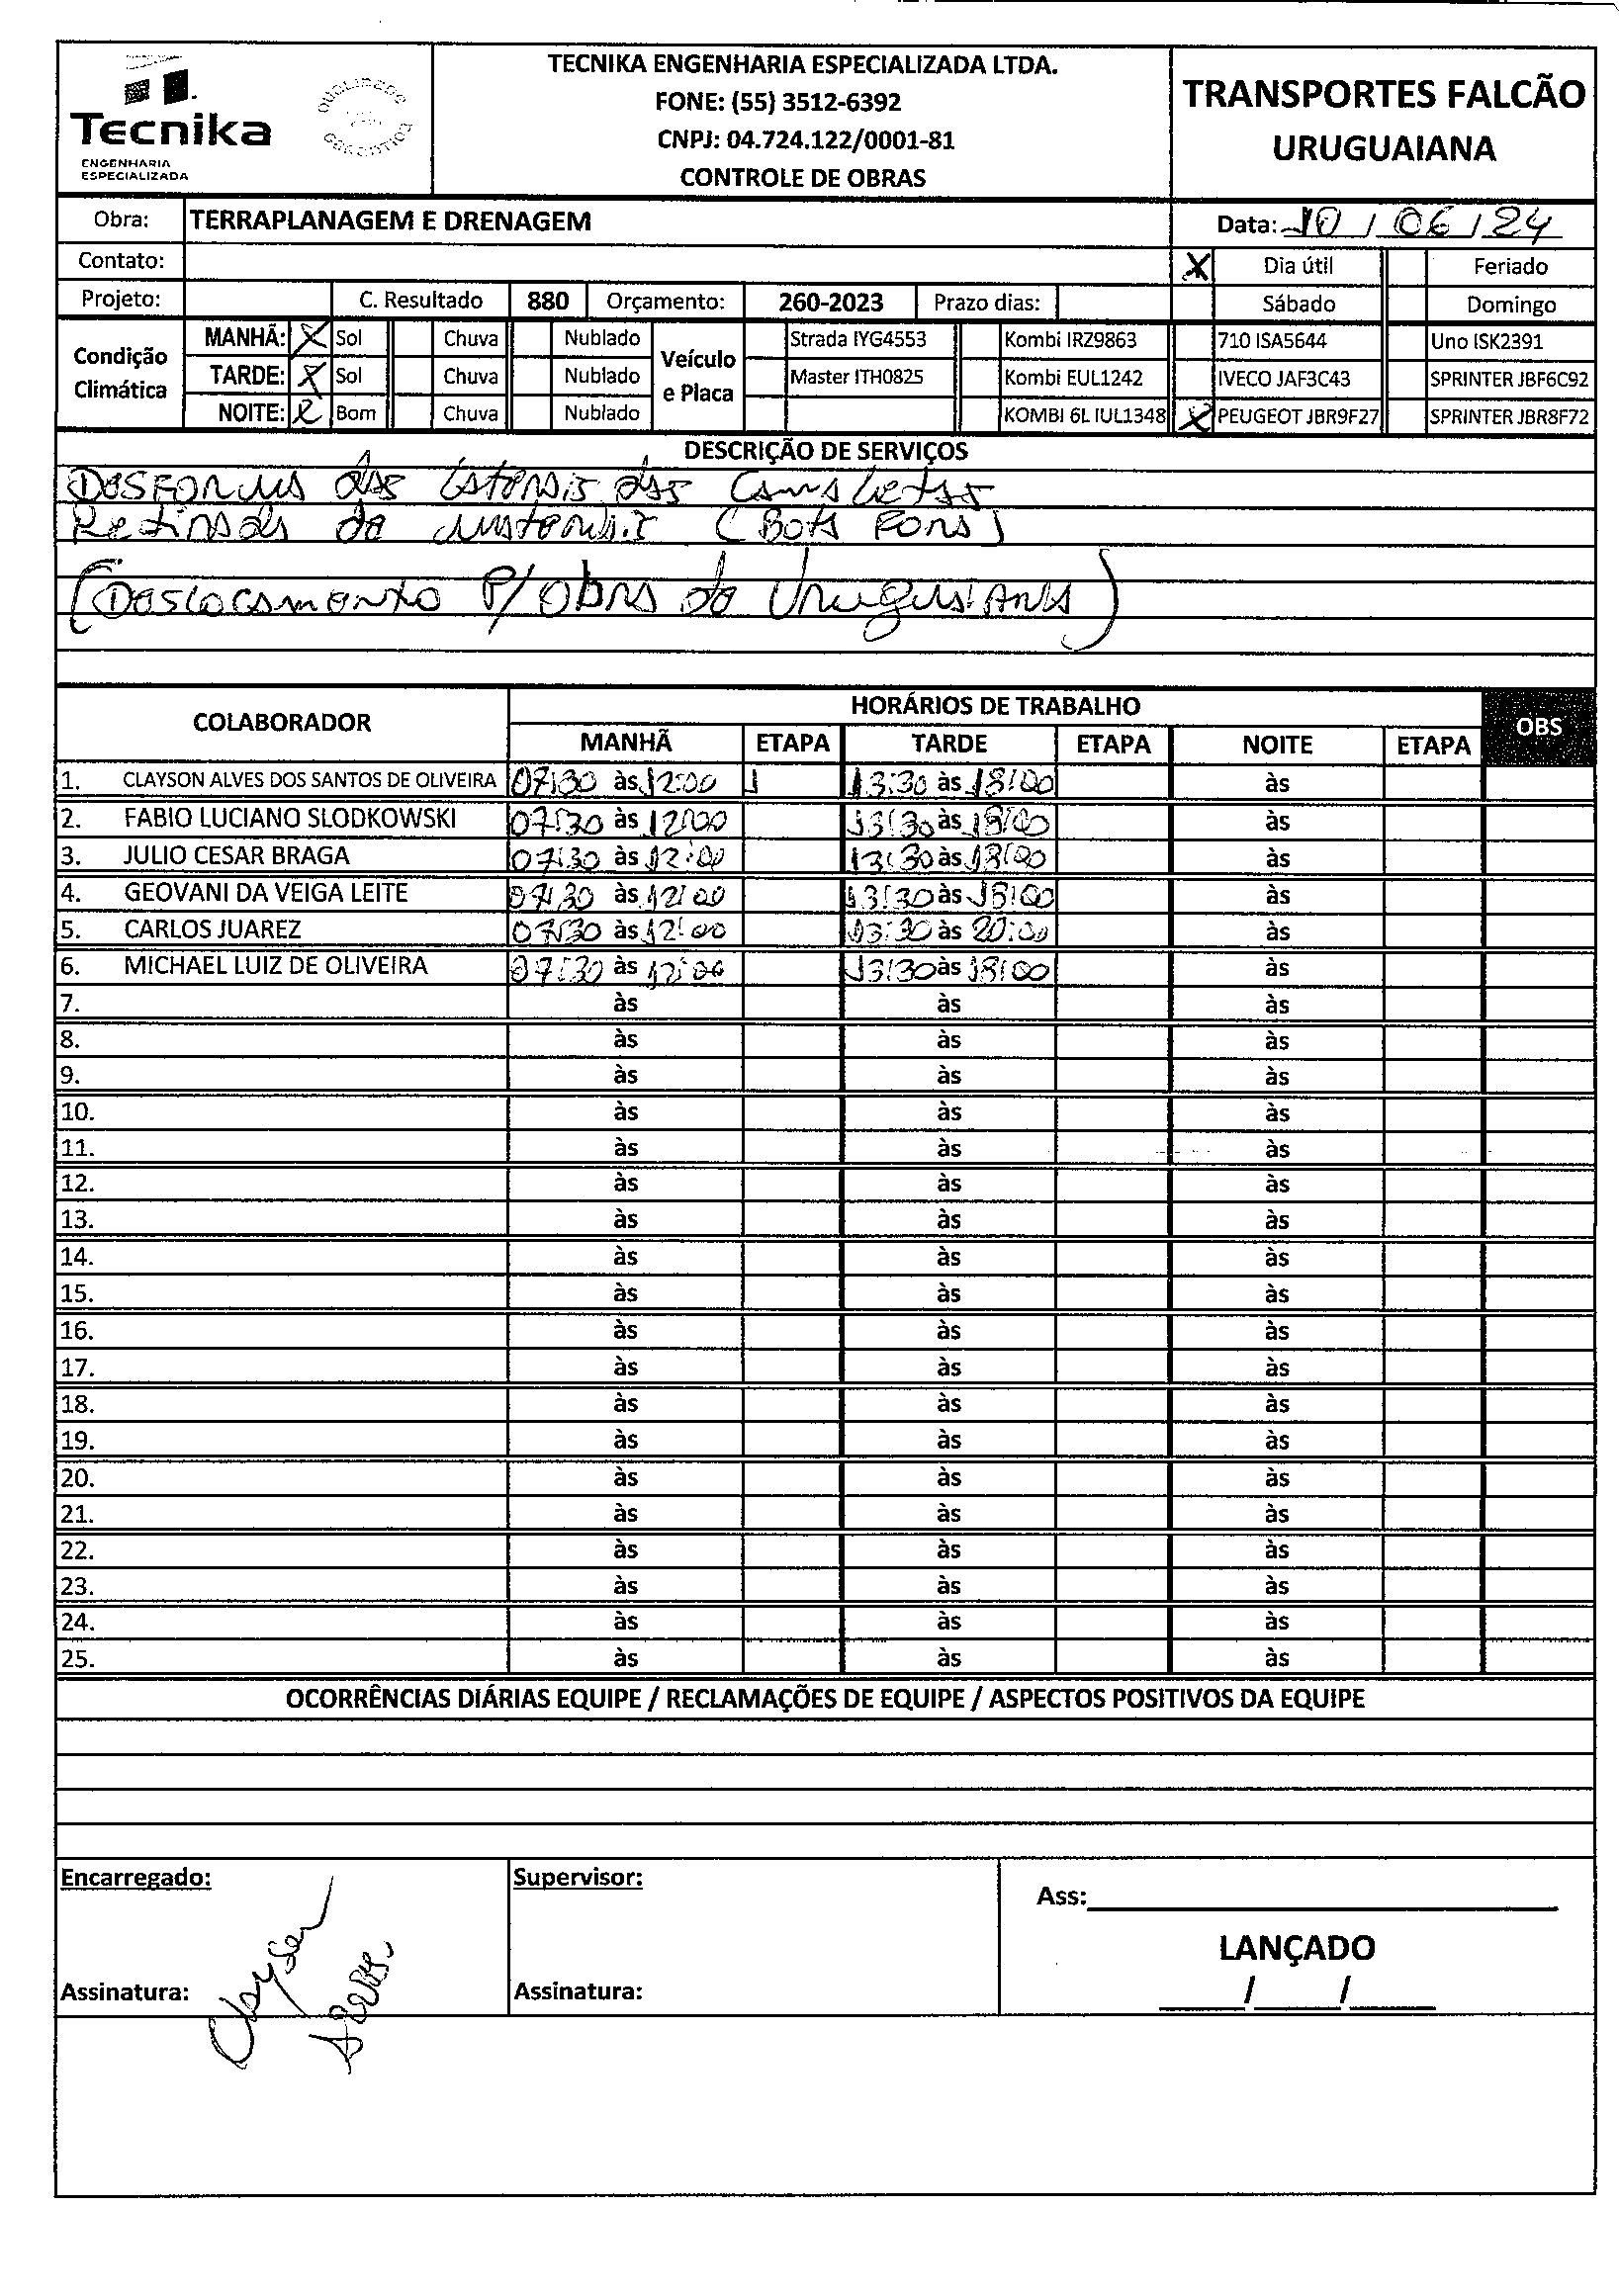 Tecnika
ENGENHARIA
ESPECIALIZADA
TECNIKA ENGENHARIA ESPECIALIZADA LTDA.
FONE: (55) 3512-6392
CNPJ: 04.724.122/0001-81
CONTROLE DE OBRAS
TRANSPORTES FALCÃO
URUGUAIANA
Obra: TERRAPLANAGEM E DRENAGEM Data: 10 / 06 / 24
Contato: X Dia útil Feriado
Projeto: C. Resultado 880 Orçamento: 260-2023 Prazo dias: Sábado Domingo
Condição Climática
MANHÃ: X Sol Chuva Nublado
TARDE: X Sol Chuva Nublado
NOITE: X Bom Chuva Nublado
Veículo e Placa
Strada IYG4553 Kombi IRZ9863 710 ISA5644 Uno ISK2391
Master ITH0825 Kombi EUL1242 IVECO JAF3C43 SPRINTER JBF6C92
KOMBI 6L IUL1348 X PEUGEOT JBR9F27 SPRINTER JBR8F72
DESCRIÇÃO DE SERVIÇOS
das das
de (Bota Fora)
(Deslocamento P/ obra de Uruguaiana)
COLABORADOR HORÁRIOS DE TRABALHO OBS
MANHÃ ETAPA TARDE ETAPA NOITE ETAPA
1. CLAYSON ALVES DOS SANTOS DE OLIVEIRA 07:30 às 12:00 13:30 às 18:00 às
2. FABIO LUCIANO SLODKOWSKI 07:30 às 12:00 13:30 às 18:00 às
3. JULIO CESAR BRAGA 07:30 às 12:00 13:30 às 18:00 às
4. GEOVANI DA VEIGA LEITE 07:30 às 12:00 13:30 às 18:00 às
5. CARLOS JUAREZ 07:30 às 12:00 13:30 às 20:00 às
6. MICHAEL LUIZ DE OLIVEIRA 07:30 às 12:00 13:30 às 18:00 às
7. às às às
8. às às às
9. às às às
10. às às às
11. às às às
12. às às às
13. às às às
14. às às às
15. às às às
16. às às às
17. às às às
18. às às às
19. às às às
20. às às às
21. às às às
22. às às às
23. às às às
24. às às às
25. às às às
OCORRÊNCIAS DIÁRIAS EQUIPE / RECLAMAÇÕES DE EQUIPE / ASPECTOS POSITIVOS DA EQUIPE
Encarregado: Supervisor:
Ass:
LANÇADO
Assinatura: Clayson Assinatura:
/ /